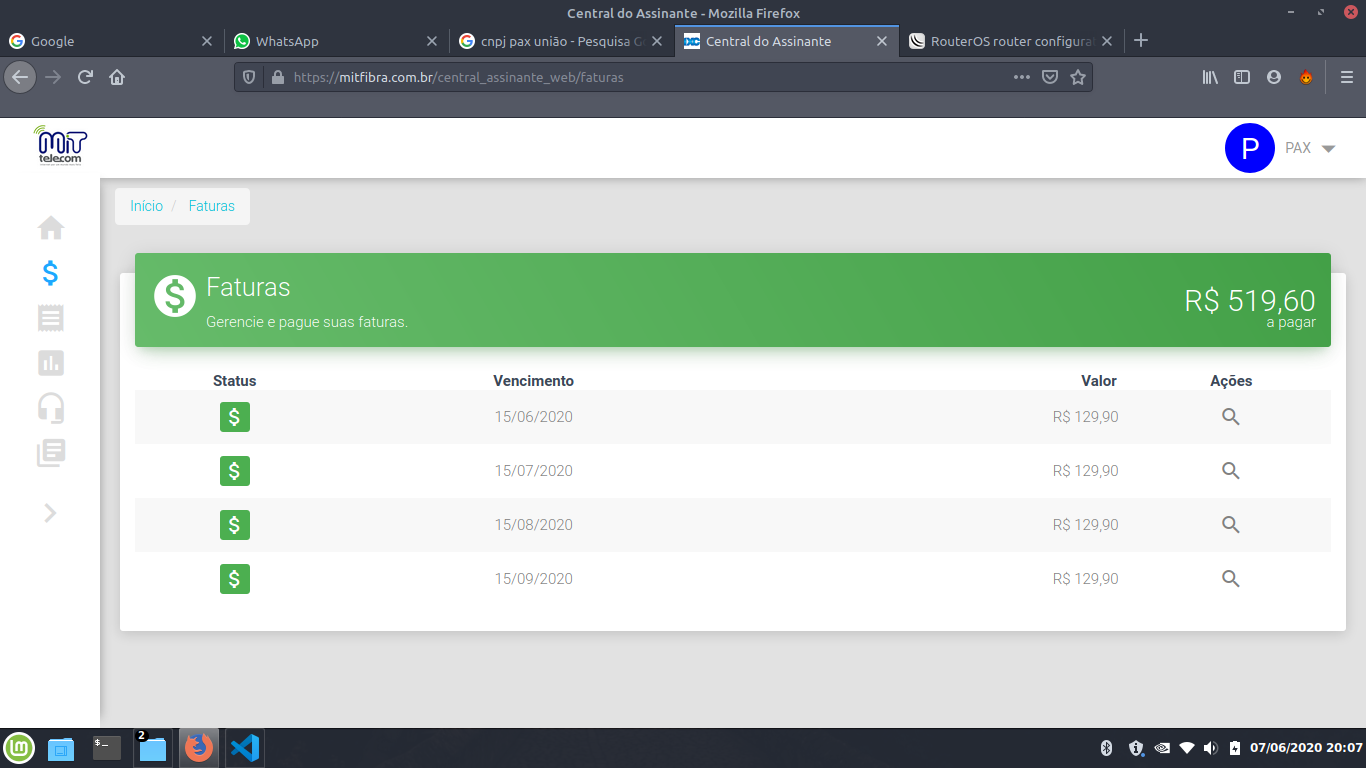 Central do Assinante - Mozilla Firefox
Google
WhatsApp
cnpj pax união - Pesquisa G
Central do Assinante
RouterOS router configura
https://mitfibra.com.br/central_assinante_web/faturas
MiT
telecom
P
PAX
Início / Faturas
Faturas
Gerencie e pague suas faturas.
R$ 519,60
a pagar
Status Vencimento Valor Ações
$ 15/06/2020 R$ 129,90
$ 15/07/2020 R$ 129,90
$ 15/08/2020 R$ 129,90
$ 15/09/2020 R$ 129,90
2
07/06/2020 20:07